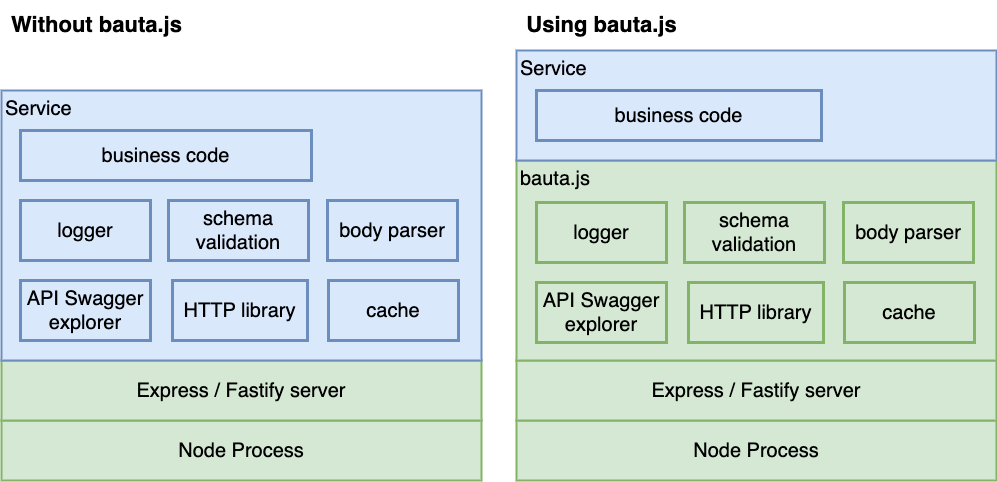 Without bauta.js
Service
business code
logger
schema
validation
body parser
API Swagger
explorer
HTTP library
cache
Express / Fastify server
Node Process
Using bauta.js
Service
business code
bauta.js
logger
schema
validation
body parser
API Swagger
explorer
HTTP library
cache
Express / Fastify server
Node Process